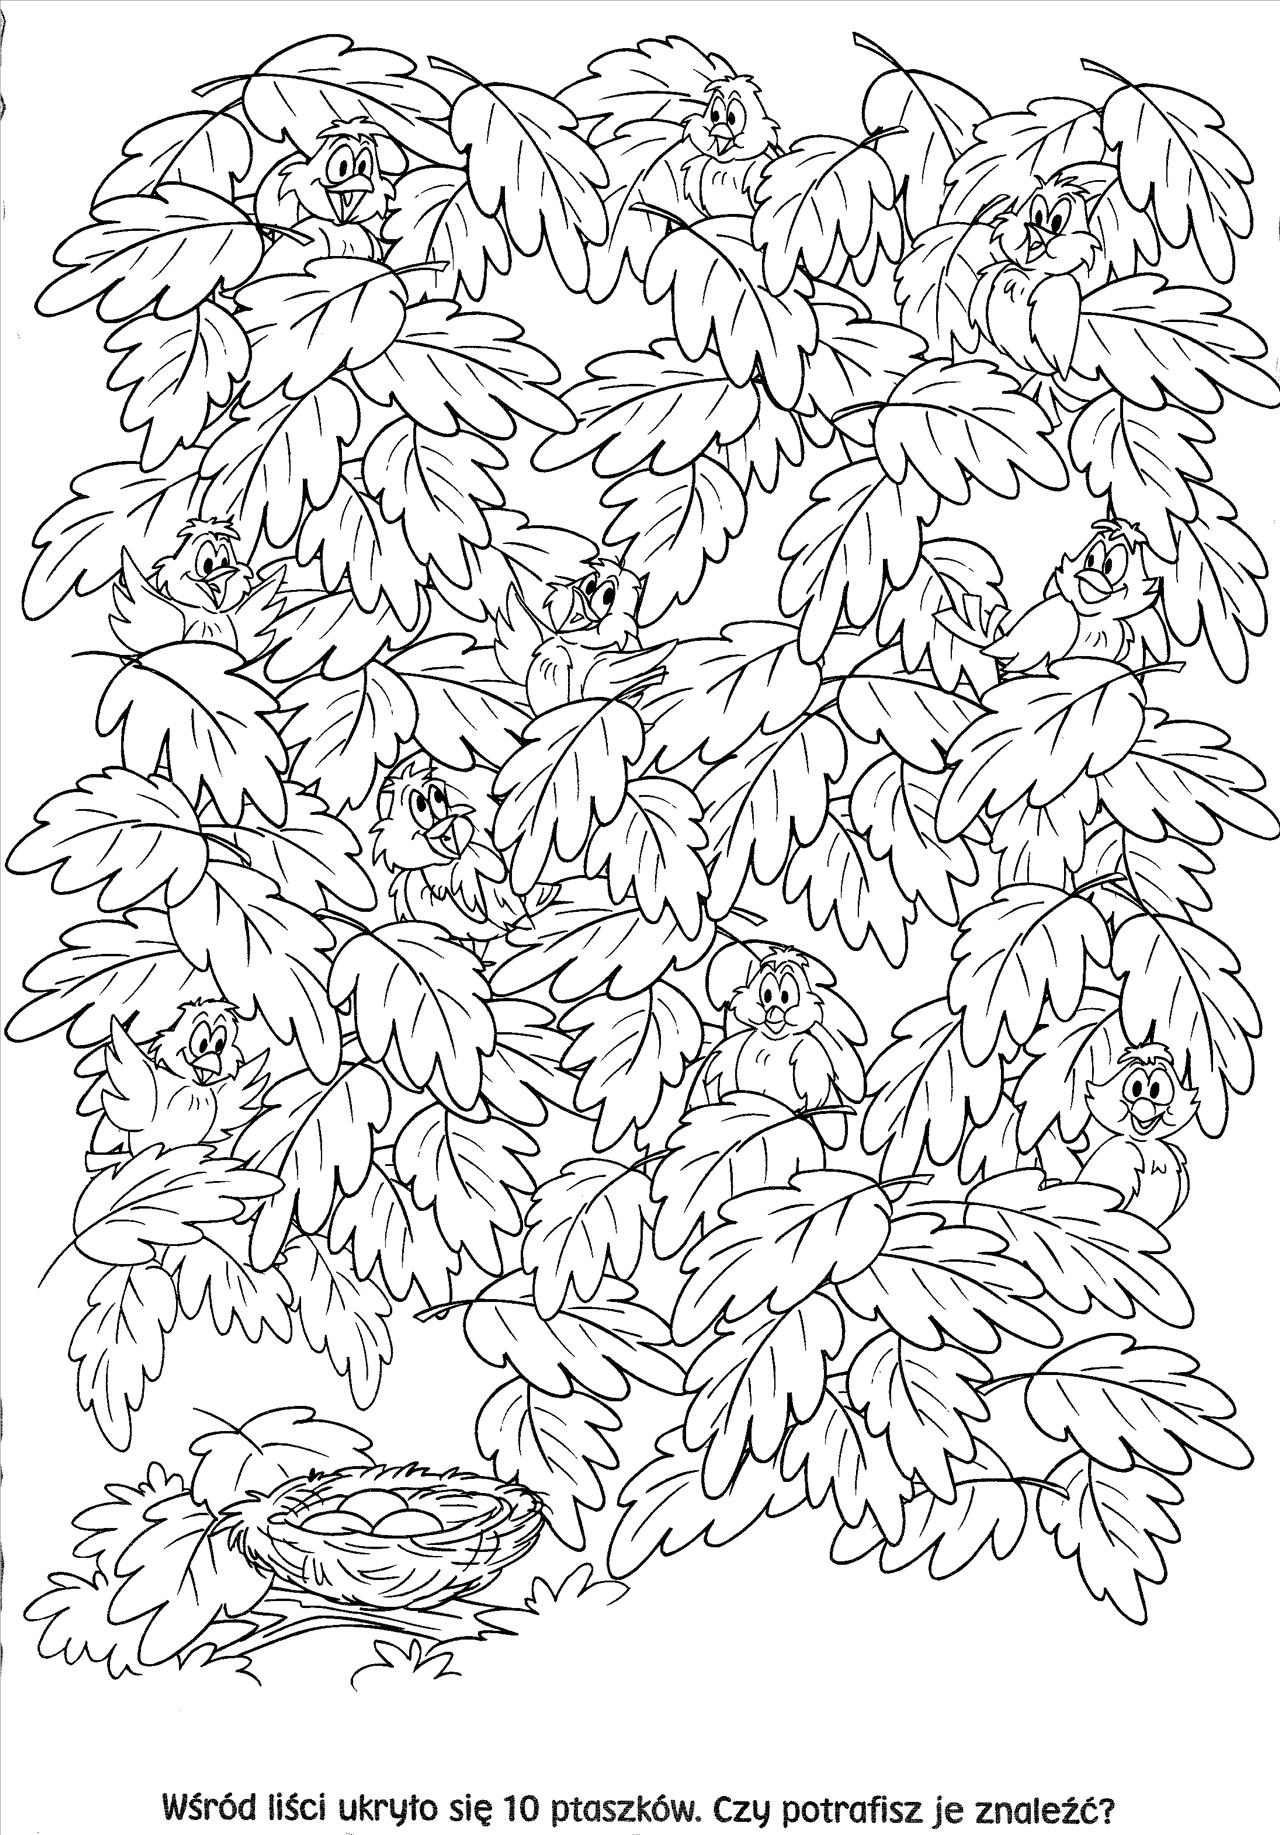 Wśród liści ukryło się 10 ptaszków. Czy potrafisz je znaleźć?